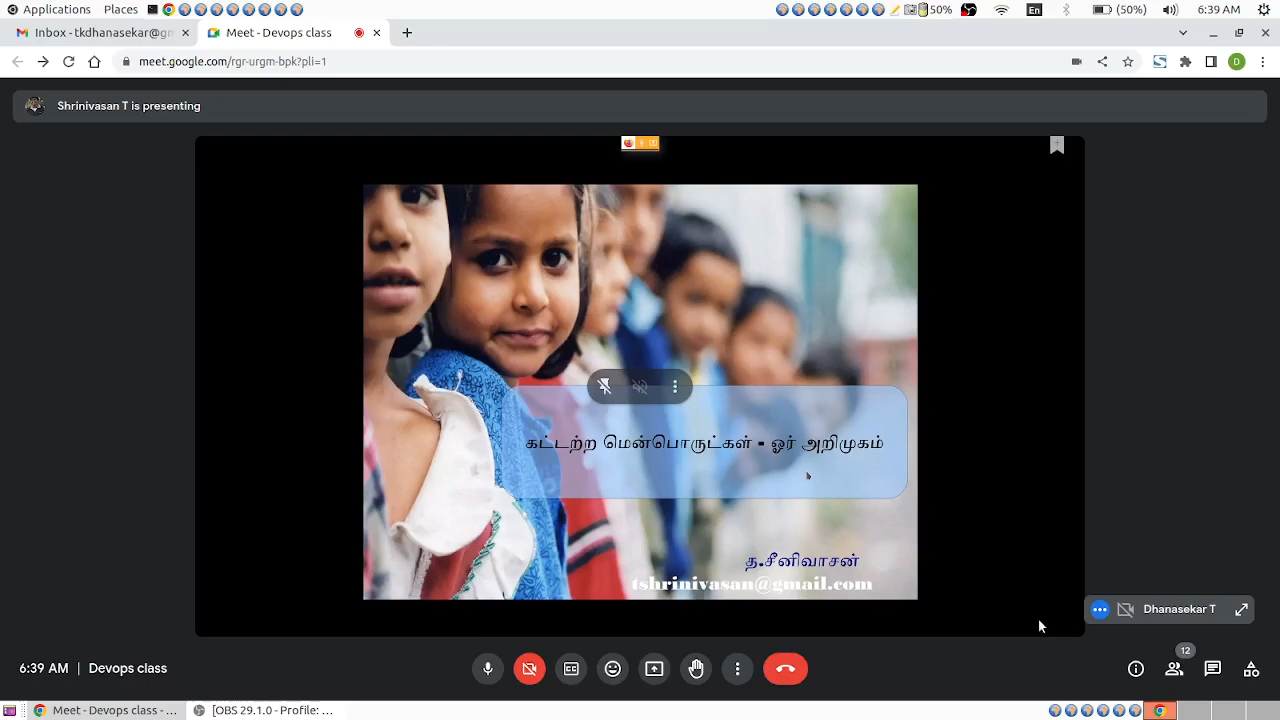 Applications Places
50%
En
(50%)
6:39 AM
Inbox - tkdhanasekar@gm
Meet - Devops class
meet.google.com/rgr-urgm-bpk?pli=1
D
Shrinivasan T is presenting
கட்டற்ற மென்பொருட்கள் - ஓர் அறிமுகம்
த.சீனிவாசன்
tshrinivasan@gmail.com
Dhanasekar T
6:39 AM | Devops class
12
Meet - Devops class - ...
[OBS 29.1.0 - Profile: ...